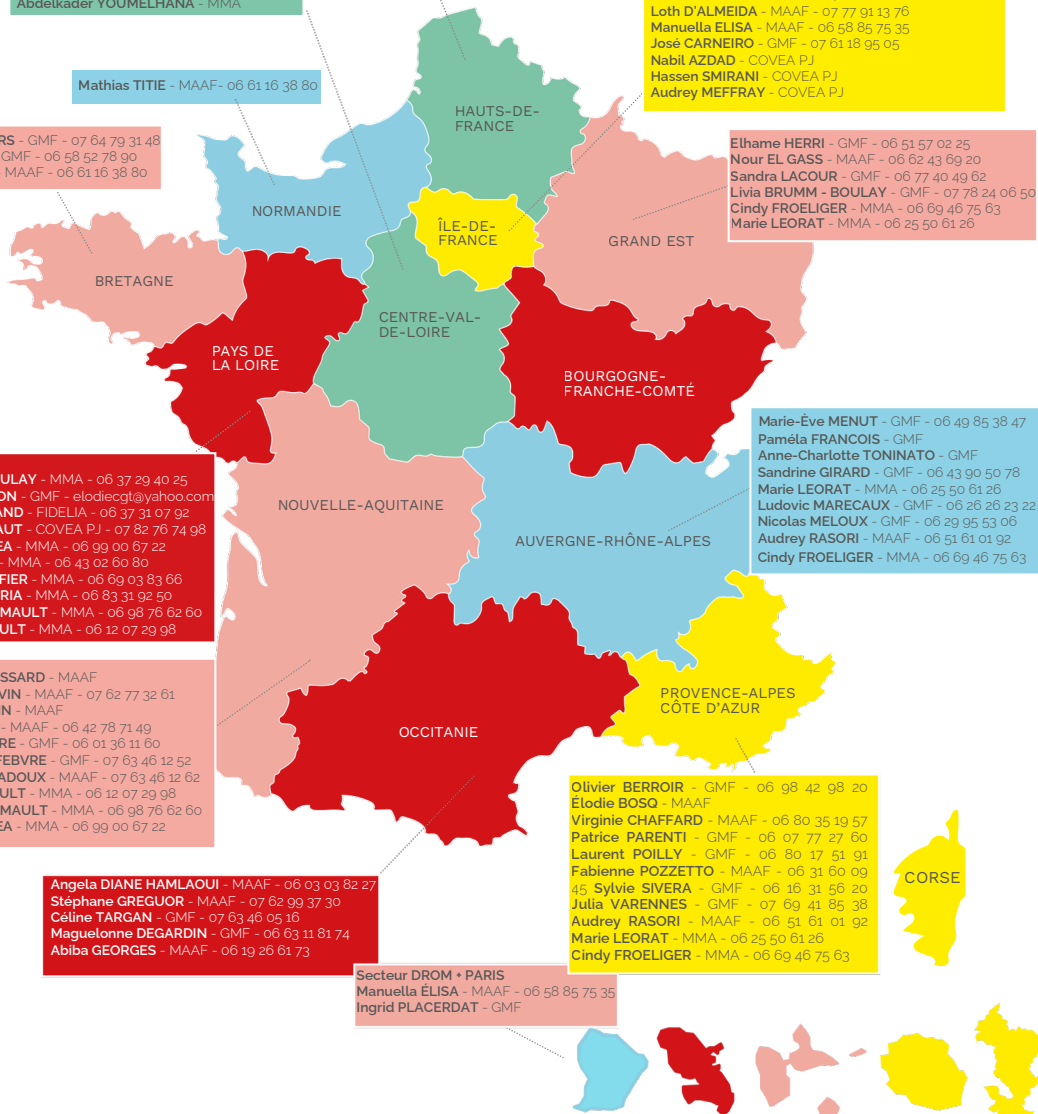 Abdelkader YOUMELHANA - MMA
Loth D'ALMEIDA - MAAF - 07 77 91 13 76
Manuella ELISA - MAAF - 06 58 85 75 35
José CARNEIRO - GMF - 07 61 18 95 05
Nabil AZDAD - COVEA PJ
Hassen SMIRANI - COVEA PJ
Audrey MEFFRAY - COVEA PJ
Mathias TITIE - MAAF- 06 61 16 38 80
HAUTS-DE-
FRANCE
RS - GMF - 07 64 79 31 48
GMF - 06 58 52 78 90
- MAAF - 06 61 16 38 80
Elhame HERRI - GMF - 06 51 57 02 25
Nour EL GASS - MAAF - 06 62 43 69 20
Sandra LACOUR - GMF - 06 77 40 49 62
Livia BRUMM - BOULAY - GMF - 07 78 24 06 50
Cindy FROELIGER - MMA - 06 69 46 75 63
Marie LEORAT - MMA - 06 25 50 61 26
NORMANDIE
ÎLE-DE-
FRANCE
GRAND EST
BRETAGNE
CENTRE-VAL-
DE-LOIRE
PAYS DE
LA LOIRE
BOURGOGNE-
FRANCHE-COMTÉ
Marie-Ève MENUT - GMF - 06 49 85 38 47
Paméla FRANCOIS - GMF
Anne-Charlotte TONINATO - GMF
Sandrine GIRARD - GMF - 06 43 90 50 78
Marie LEORAT - MMA - 06 25 50 61 26
Ludovic MARECAUX - GMF - 06 26 26 23 22
Nicolas MELOUX - GMF - 06 29 95 53 06
Audrey RASORI - MAAF - 06 51 61 01 92
Cindy FROELIGER - MMA - 06 69 46 75 63
ULAY - MMA - 06 37 29 40 25
ON - GMF - elodiecgt@yahoo.com
AND - FIDELIA - 06 37 31 07 92
AUT - COVEA PJ - 07 82 76 74 98
EA - MMA - 06 99 00 67 22
- MMA - 06 43 02 60 80
FIER - MMA - 06 69 03 83 66
RIA - MMA - 06 83 31 92 50
MAULT - MMA - 06 98 76 62 60
ULT - MMA - 06 12 07 29 98
NOUVELLE-AQUITAINE
AUVERGNE-RHÔNE-ALPES
SSARD - MAAF
VIN - MAAF - 07 62 77 32 61
IN - MAAF
- MAAF - 06 42 78 71 49
RE - GMF - 06 01 36 11 60
FEBVRE - GMF - 07 63 46 12 52
ADOUX - MAAF - 07 63 46 12 62
ULT - MMA - 06 12 07 29 98
MAULT - MMA - 06 98 76 62 60
EA - MMA - 06 99 00 67 22
OCCITANIE
PROVENCE-ALPES
CÔTE D'AZUR
Olivier BERROIR - GMF - 06 98 42 98 20
Élodie BOSQ - MAAF
Virginie CHAFFARD - MAAF - 06 80 35 19 57
Patrice PARENTI - GMF - 06 07 77 27 60
Laurent POILLY - GMF - 06 80 17 51 91
Fabienne POZZETTO - MAAF - 06 31 60 09
45 Sylvie SIVERA - GMF - 06 16 31 56 20
Julia VARENNES - GMF - 07 69 41 85 38
Audrey RASORI - MAAF - 06 51 61 01 92
Marie LEORAT - MMA - 06 25 50 61 26
Cindy FROELIGER - MMA - 06 69 46 75 63
CORSE
Angela DIANE HAMLAOUI - MAAF - 06 03 03 82 27
Stéphane GREGUOR - MAAF - 07 62 99 37 30
Céline TARGAN - GMF - 07 63 46 05 16
Maguelonne DEGARDIN - GMF - 06 63 11 81 74
Abiba GEORGES - MAAF - 06 19 26 61 73
Secteur DROM + PARIS
Manuella ÉLISA - MAAF - 06 58 85 75 35
Ingrid PLACERDAT - GMF